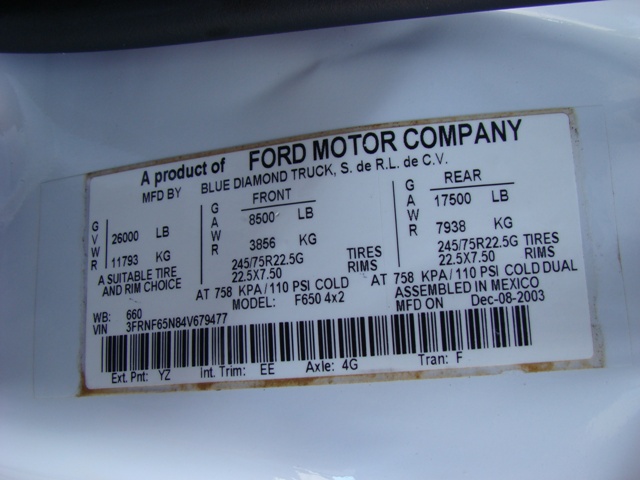 A product of FORD MOTOR COMPANY
MFD BY BLUE DIAMOND TRUCK, S. de R.L. de C.V.
GVWR 26000 LB
11793 KG
A SUITABLE TIRE
AND RIM CHOICE
FRONT
GAWR 8500 LB
3856 KG
245/75R22.5G TIRES
22.5X7.50 RIMS
AT 758 KPA/110 PSI COLD
REAR
GAWR 17500 LB
7938 KG
245/75R22.5G TIRES
22.5X7.50 RIMS
AT 758 KPA/110 PSI COLD DUAL
MODEL: F650 4x2
ASSEMBLED IN MEXICO
MFD ON Dec-08-2003
WB: 660
VIN 3FRNF65N84V679477
Ext. Pnt: YZ Int. Trim: EE Axle: 4G Tran: F